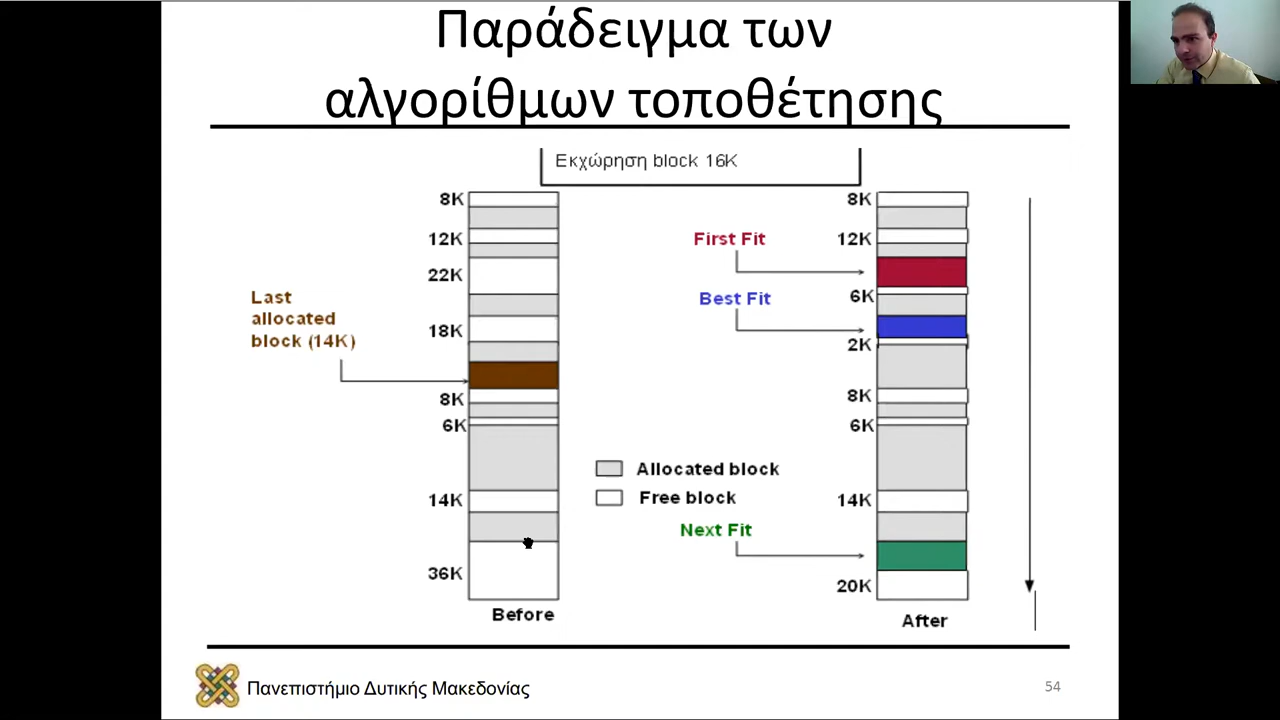 Παράδειγμα των
αλγορίθμων τοποθέτησης
Εκχώρηση block 16K
8K
12K
22K
Last
allocated
block (14K)
18K
8K
6K
14K
36K
Before
First Fit
Best Fit
Allocated block
Free block
Next Fit
8K
12K
6K
2K
8K
6K
14K
20K
After
Πανεπιστήμιο Δυτικής Μακεδονίας
54